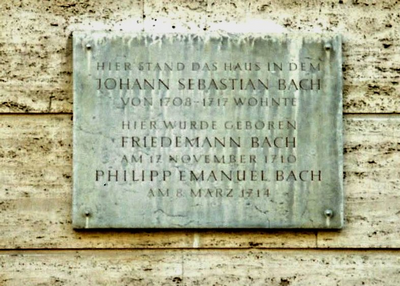 HIER STAND DAS HAUS IN DEM
JOHANN SEBASTIAN BACH
VON 1708-1717 WOHNTE
HIER WURDE GEBOREN
FRIEDEMANN BACH
AM 17 NOVEMBER 1710
PHILIPP EMANUEL BACH
AM 8. MÄRZ 1714